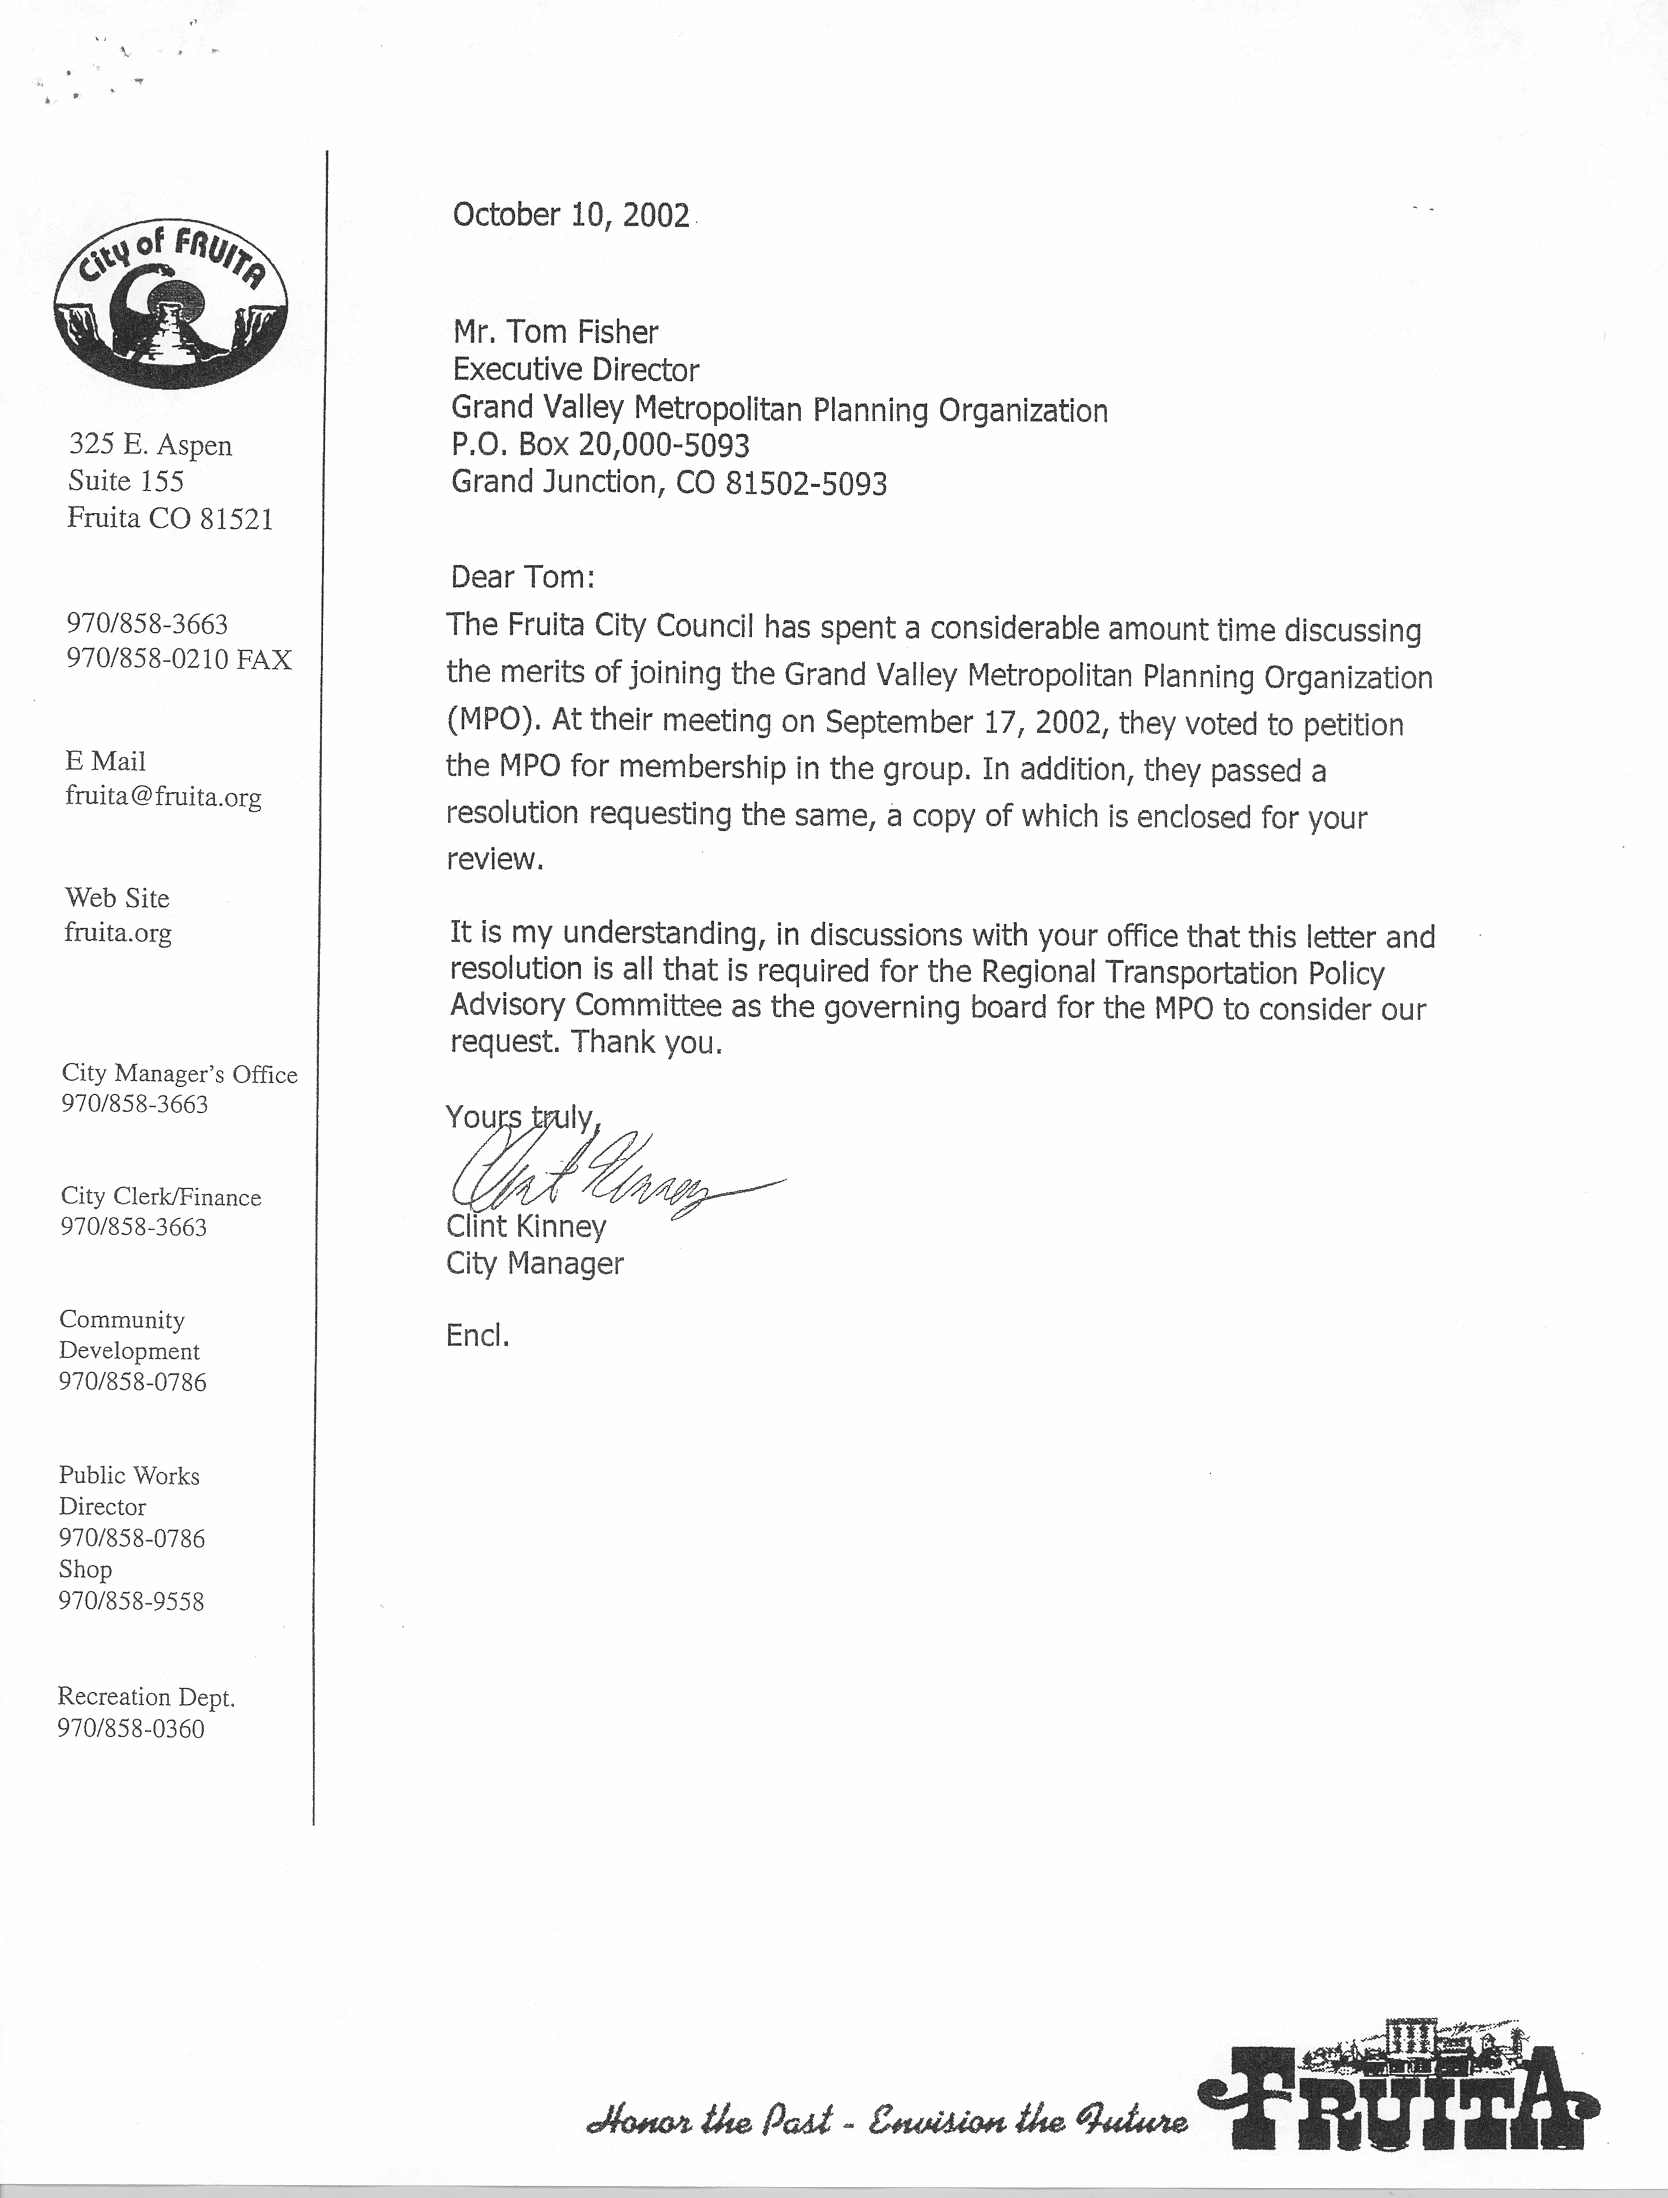 City of FRUITA
325 E. Aspen
Suite 155
Fruita CO 81521
970/858-3663
970/858-0210 FAX
E Mail
fruita@fruita.org
Web Site
fruita.org
City Manager's Office
970/858-3663
City Clerk/Finance
970/858-3663
Community
Development
970/858-0786
Public Works
Director
970/858-0786
Shop
970/858-9558
Recreation Dept.
970/858-0360
October 10, 2002
Mr. Tom Fisher
Executive Director
Grand Valley Metropolitan Planning Organization
P.O. Box 20,000-5093
Grand Junction, CO 81502-5093
Dear Tom:
The Fruita City Council has spent a considerable amount time discussing
the merits of joining the Grand Valley Metropolitan Planning Organization
(MPO). At their meeting on September 17, 2002, they voted to petition
the MPO for membership in the group. In addition, they passed a
resolution requesting the same, a copy of which is enclosed for your
review.
It is my understanding, in discussions with your office that this letter and
resolution is all that is required for the Regional Transportation Policy
Advisory Committee as the governing board for the MPO to consider our
request. Thank you.
Yours truly,
Clint Kinney
Clint Kinney
City Manager
Encl.
Honor the Past - Envision the Future
FRUITA